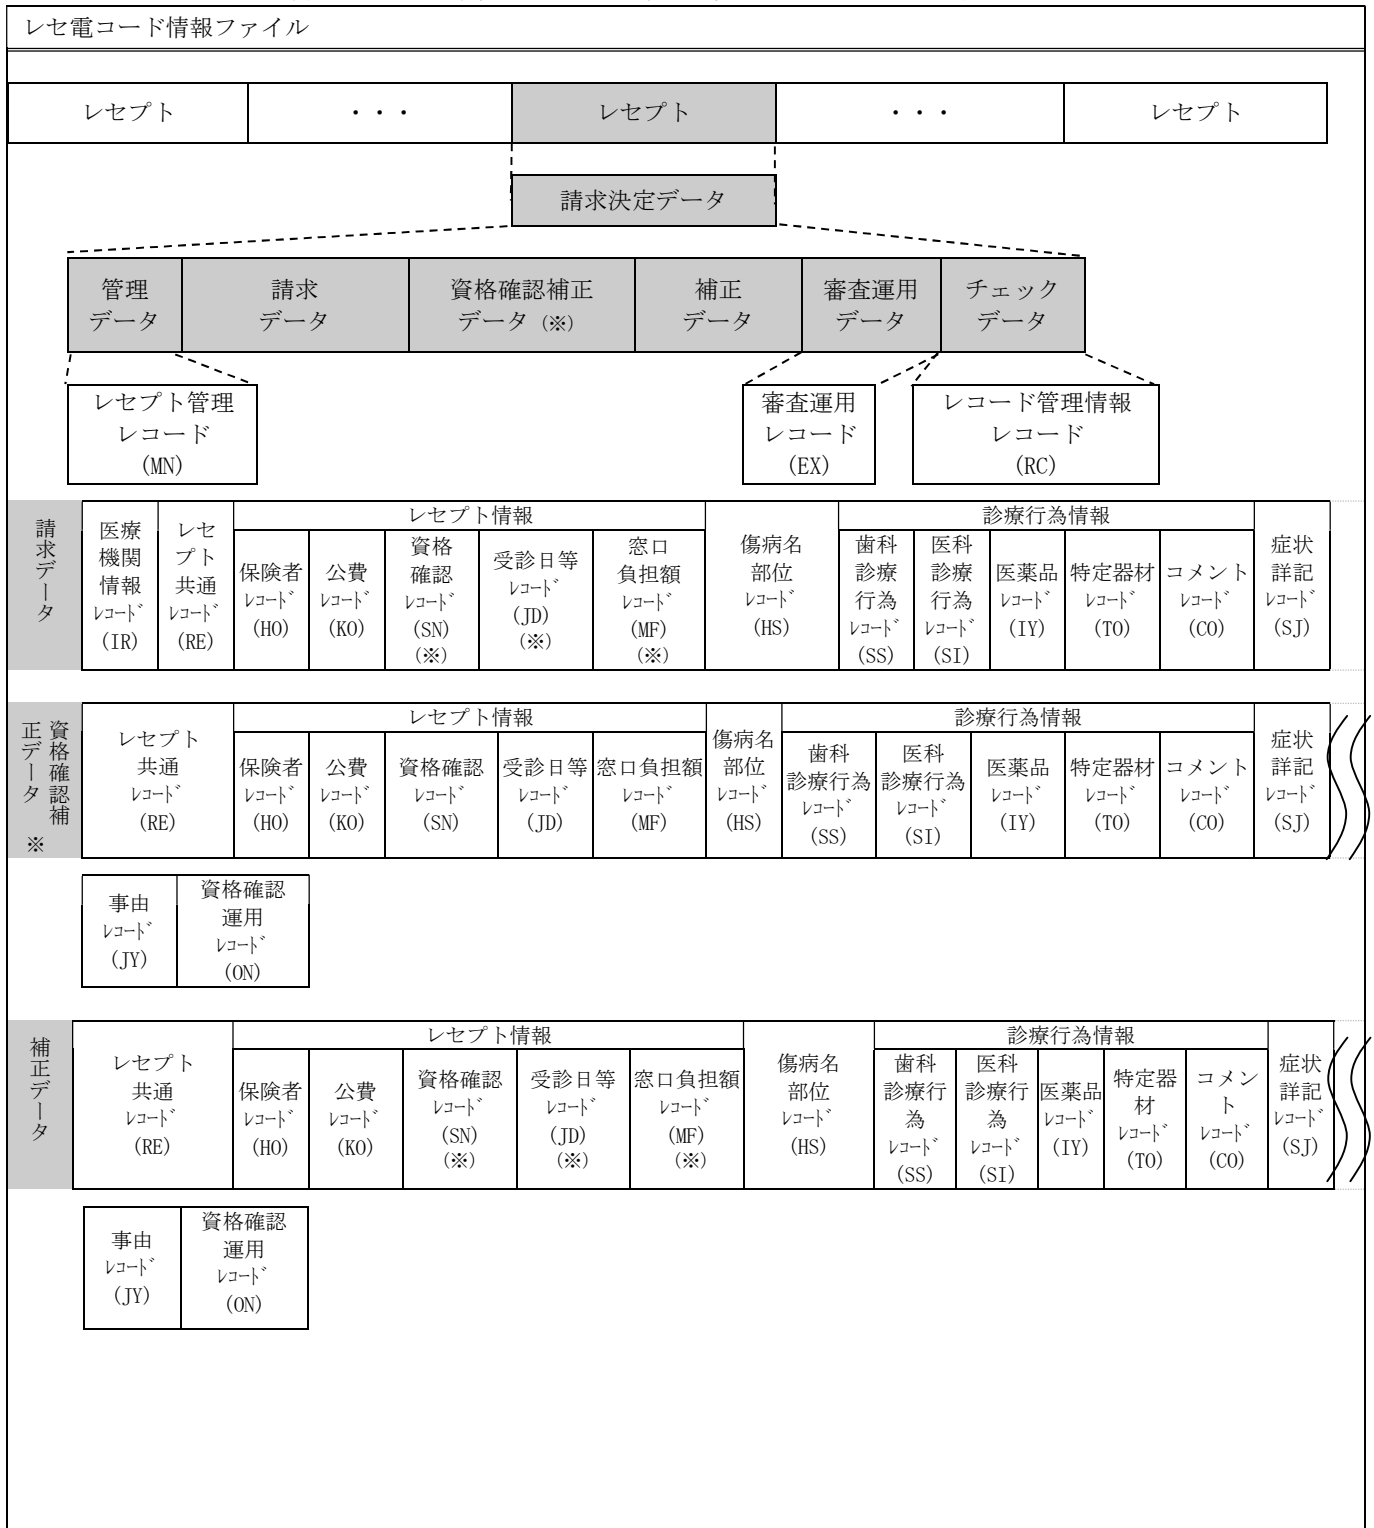 レセ電コード情報ファイル
レセプト
・・・
レセプト
・・・
レセプト
請求決定データ
管理
データ
請求
データ
資格確認補正
データ(※)
補正
データ
審査運用
データ
チェック
データ
レセプト管理
レコード
(MN)
審査運用
レコード
(EX)
レコード管理情報
レコード
(RC)
請求データ
医療
機関
情報
ﾚｺｰﾄﾞ
(IR)
レセ
プト
共通
ﾚｺｰﾄﾞ
(RE)
レセプト情報
保険者
ﾚｺｰﾄﾞ
(HO)
公費
ﾚｺｰﾄﾞ
(KO)
資格
確認
ﾚｺｰﾄﾞ
(SN)
(※)
受診日等
ﾚｺｰﾄﾞ
(JD)
(※)
窓口
負担額
ﾚｺｰﾄﾞ
(MF)
(※)
傷病名
部位
ﾚｺｰﾄﾞ
(HS)
診療行為情報
歯科
診療
行為
ﾚｺｰﾄﾞ
(SS)
医科
診療
行為
ﾚｺｰﾄﾞ
(SI)
医薬品
ﾚｺｰﾄﾞ
(IY)
特定器材
ﾚｺｰﾄﾞ
(TO)
コメント
ﾚｺｰﾄﾞ
(CO)
症状
詳記
ﾚｺｰﾄﾞ
(SJ)
資格確認補
正データ ※
レセプト
共通
ﾚｺｰﾄﾞ
(RE)
レセプト情報
保険者
ﾚｺｰﾄﾞ
(HO)
公費
ﾚｺｰﾄﾞ
(KO)
資格確認
ﾚｺｰﾄﾞ
(SN)
受診日等
ﾚｺｰﾄﾞ
(JD)
窓口負担額
ﾚｺｰﾄﾞ
(MF)
傷病名
部位
ﾚｺｰﾄﾞ
(HS)
診療行為情報
歯科
診療行為
ﾚｺｰﾄﾞ
(SS)
医科
診療行為
ﾚｺｰﾄﾞ
(SI)
医薬品
ﾚｺｰﾄﾞ
(IY)
特定器材
ﾚｺｰﾄﾞ
(TO)
コメント
ﾚｺｰﾄﾞ
(CO)
症状
詳記
ﾚｺｰﾄﾞ
(SJ)
事由
ﾚｺｰﾄﾞ
(JY)
資格確認
運用
ﾚｺｰﾄﾞ
(ON)
補正データ
レセプト
共通
ﾚｺｰﾄﾞ
(RE)
レセプト情報
保険者
ﾚｺｰﾄﾞ
(HO)
公費
ﾚｺｰﾄﾞ
(KO)
資格確認
ﾚｺｰﾄﾞ
(SN)
(※)
受診日等
ﾚｺｰﾄﾞ
(JD)
(※)
窓口負担額
ﾚｺｰﾄﾞ
(MF)
(※)
傷病名
部位
ﾚｺｰﾄﾞ
(HS)
診療行為情報
歯科
診療行
為
ﾚｺｰﾄﾞ
(SS)
医科
診療行
為
ﾚｺｰﾄﾞ
(SI)
医薬品
ﾚｺｰﾄﾞ
(IY)
特定器
材
ﾚｺｰﾄﾞ
(TO)
コメン
ト
ﾚｺｰﾄﾞ
(CO)
症状
詳記
ﾚｺｰﾄﾞ
(SJ)
事由
ﾚｺｰﾄﾞ
(JY)
資格確認
運用
ﾚｺｰﾄﾞ
(ON)